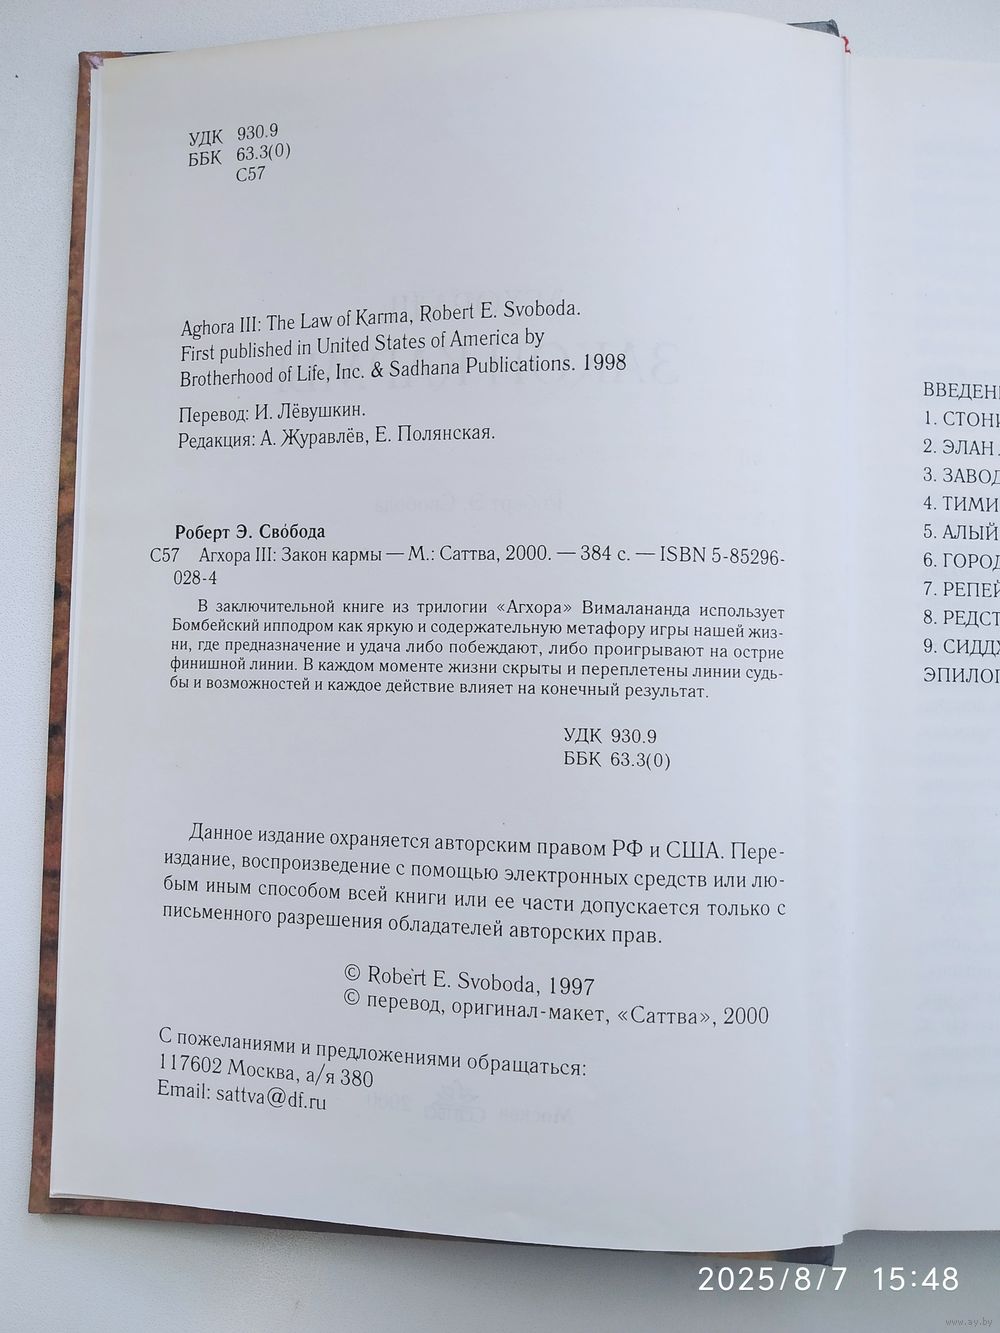 УДК 930.9
ББК 63.3(0)
С57
Aghora III: The Law of Karma, Robert E. Svoboda.
First published in United States of America by
Brotherhood of Life, Inc. & Sadhana Publications. 1998
Перевод: И. Лёвушкин.
Редакция: А. Журавлёв, Е. Полянская.
Роберт Э. Свобода
С57 Агхора III: Закон кармы — М.: Саттва, 2000. — 384 с. — ISBN 5-85296-
028-4
В заключительной книге из трилогии «Агхора» Вималананда использует
Бомбейский ипподром как яркую и содержательную метафору игры нашей жиз-
ни, где предназначение и удача либо побеждают, либо проигрывают на острие
финишной линии. В каждом моменте жизни скрыты и переплетены линии судь-
бы и возможностей и каждое действие влияет на конечный результат.
УДК 930.9
ББК 63.3(0)
Данное издание охраняется авторским правом РФ и США. Пере-
издание, воспроизведение с помощью электронных средств или лю-
бым иным способом всей книги или ее части допускается только с
письменного разрешения обладателей авторских прав.
© Robert E. Svoboda, 1997
© перевод, оригинал-макет, «Саттва», 2000
С пожеланиями и предложениями обращаться:
117602 Москва, а/я 380
Email: sattva@df.ru
ВВЕДЕН
1. СТОН
2. ЭЛАН
3. ЗАВОД
4. ТИМИ
5. АЛЫЙ
6. ГОРОД
7. РЕПЕЙ
8. РЕДСТ
9. СИДДХ
ЭПИЛОГ
2025/8/7 15:48
www.ay.by